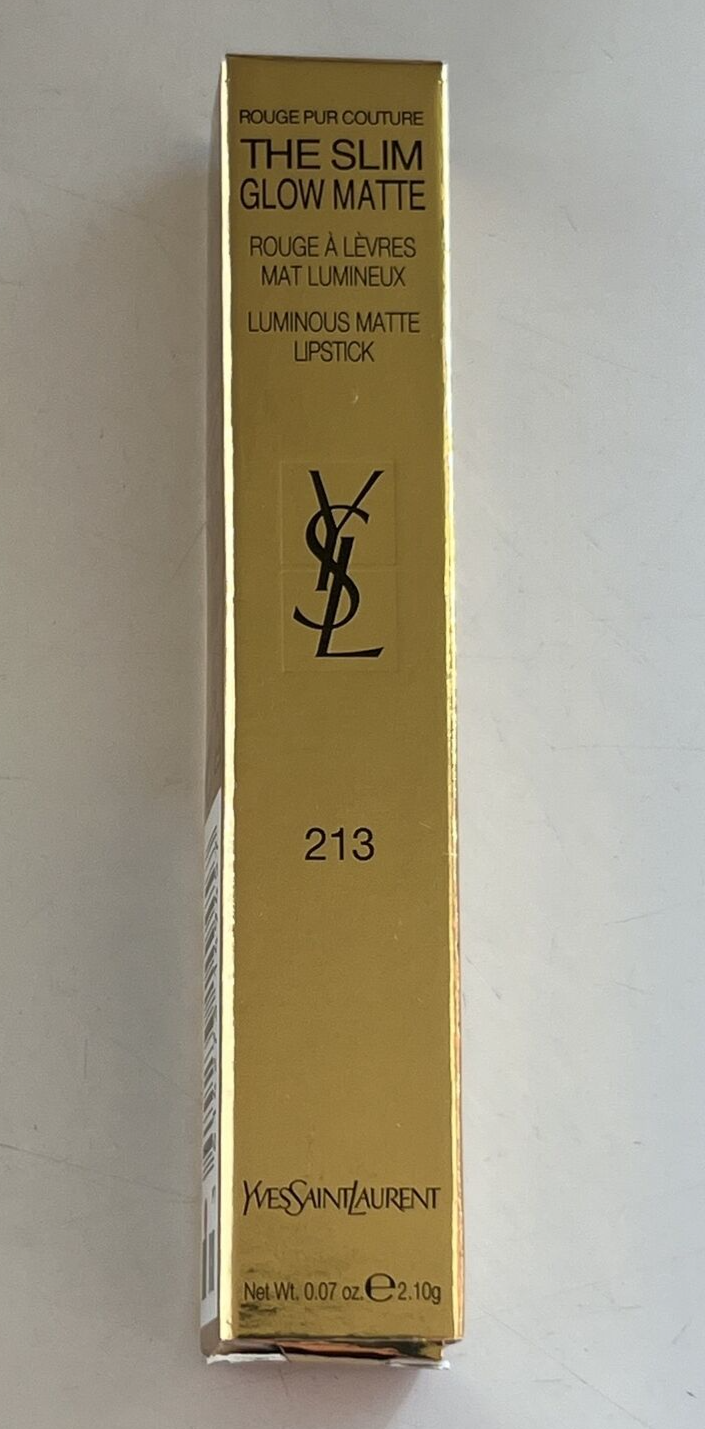 ROUGE PUR COUTURE
THE SLIM
GLOW MATTE
ROUGE À LÈVRES
MAT LUMINEUX
LUMINOUS MATTE
LIPSTICK
YSL
213
YVESSAINTLAURENT
Net Wt. 0.07 oz.℮2.10g